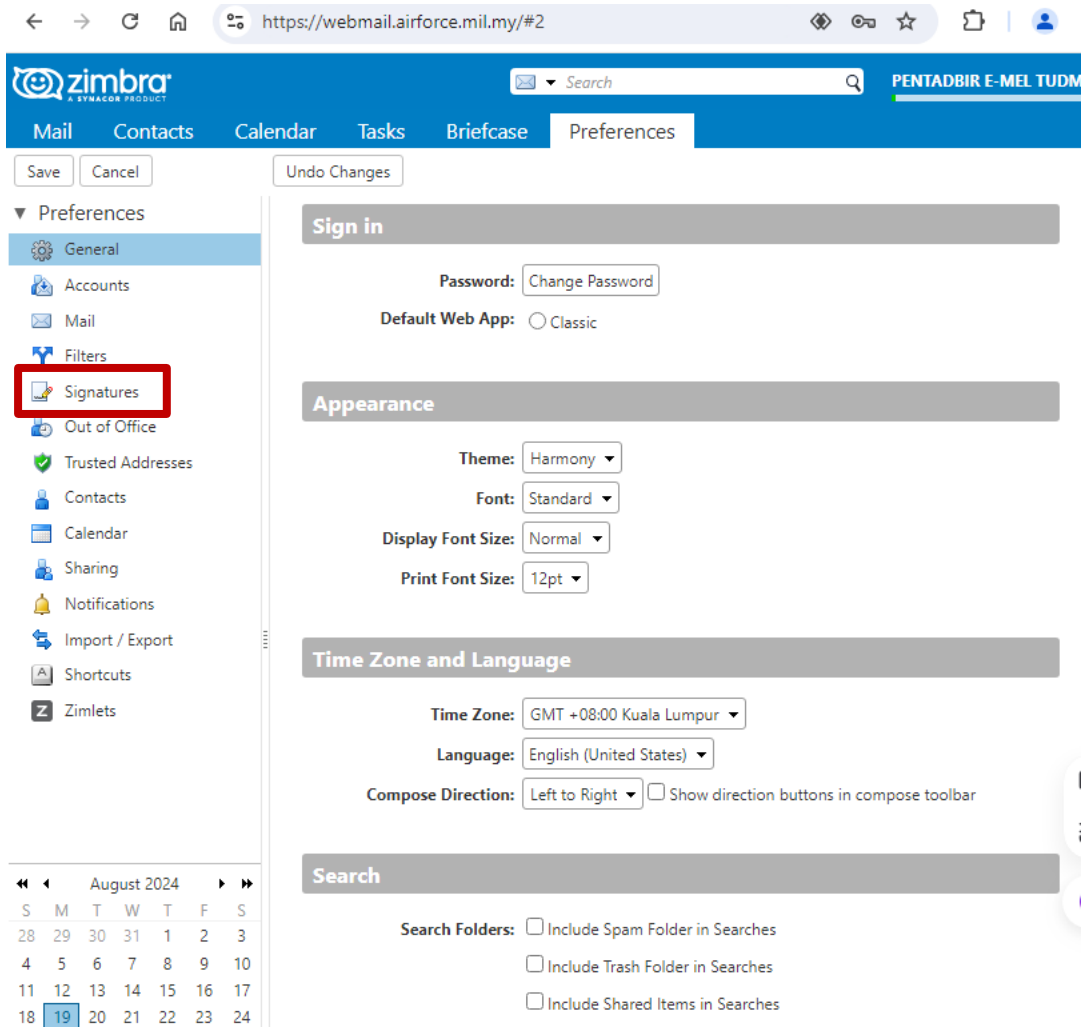 https://webmail.airforce.mil.my/#2
zimbra
A SYNACOR PRODUCT
Search
PENTADBIR E-MEL TUDM
Mail Contacts Calendar Tasks Briefcase Preferences
Save Cancel Undo Changes
Preferences
General
Accounts
Mail
Filters
Signatures
Out of Office
Trusted Addresses
Contacts
Calendar
Sharing
Notifications
Import / Export
Shortcuts
Zimlets
August 2024
S M T W T F S
28 29 30 31 1 2 3
4 5 6 7 8 9 10
11 12 13 14 15 16 17
18 19 20 21 22 23 24
Sign in
Password: Change Password
Default Web App: Classic
Appearance
Theme: Harmony
Font: Standard
Display Font Size: Normal
Print Font Size: 12pt
Time Zone and Language
Time Zone: GMT +08:00 Kuala Lumpur
Language: English (United States)
Compose Direction: Left to Right Show direction buttons in compose toolbar
Search
Search Folders: Include Spam Folder in Searches
Include Trash Folder in Searches
Include Shared Items in Searches